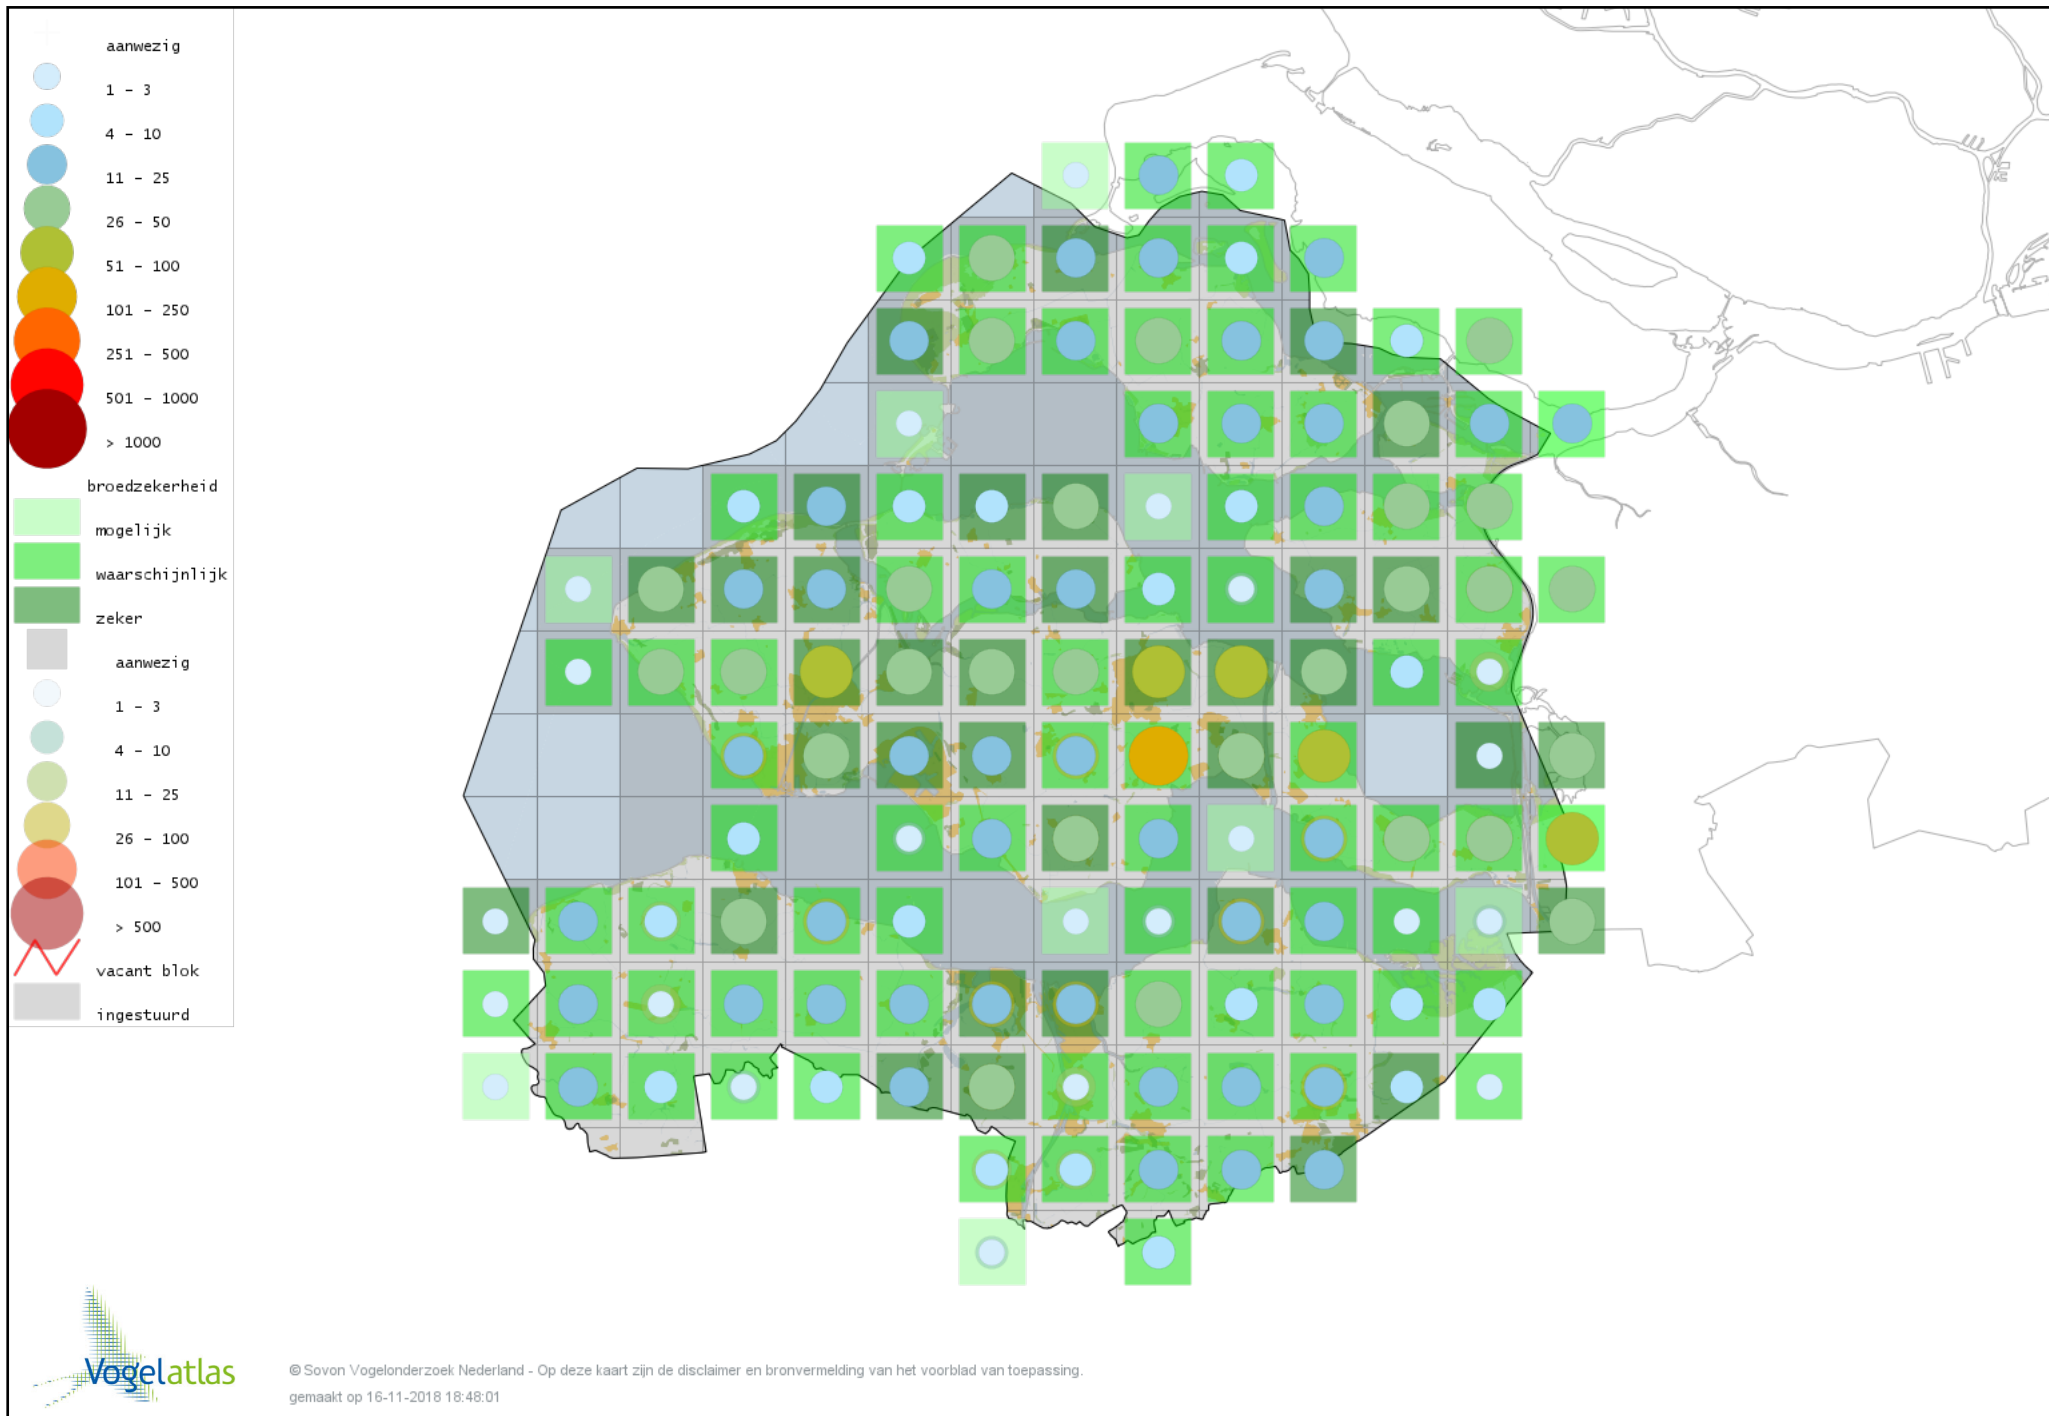 aanwezig
1 - 3
4 - 10
11 - 25
26 - 50
51 - 100
101 - 250
251 - 500
501 - 1000
> 1000
broedzekerheid
mogelijk
waarschijnlijk
zeker
aanwezig
1 - 3
4 - 10
11 - 25
26 - 100
101 - 500
> 500
vacant blok
ingestuurd
Vogelatlas
© Sovon Vogelonderzoek Nederland - Op deze kaart zijn de disclaimer en bronvermelding van het voorblad van toepassing.
gemaakt op 16-11-2018 18:48:01